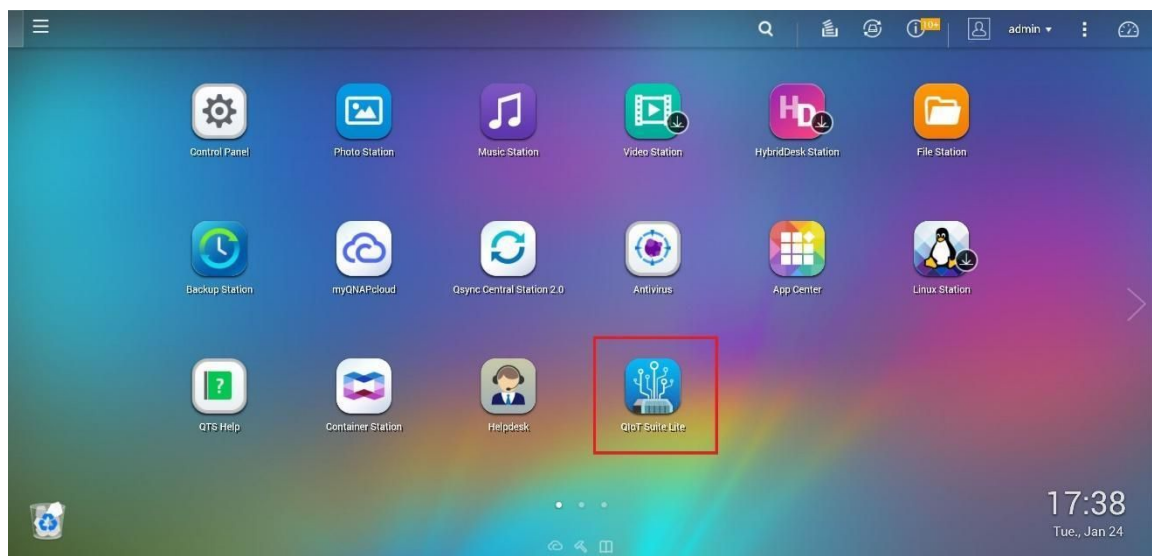 10+
admin
Control Panel
Photo Station
Music Station
Video Station
HD
HybridDesk Station
File Station
Backup Station
myQNAPcloud
Qsync Central Station 2.0
Antivirus
App Center
Linux Station
?
QTS Help
Container Station
Helpdesk
QIoT Suite Lite
17:38
Tue., Jan 24